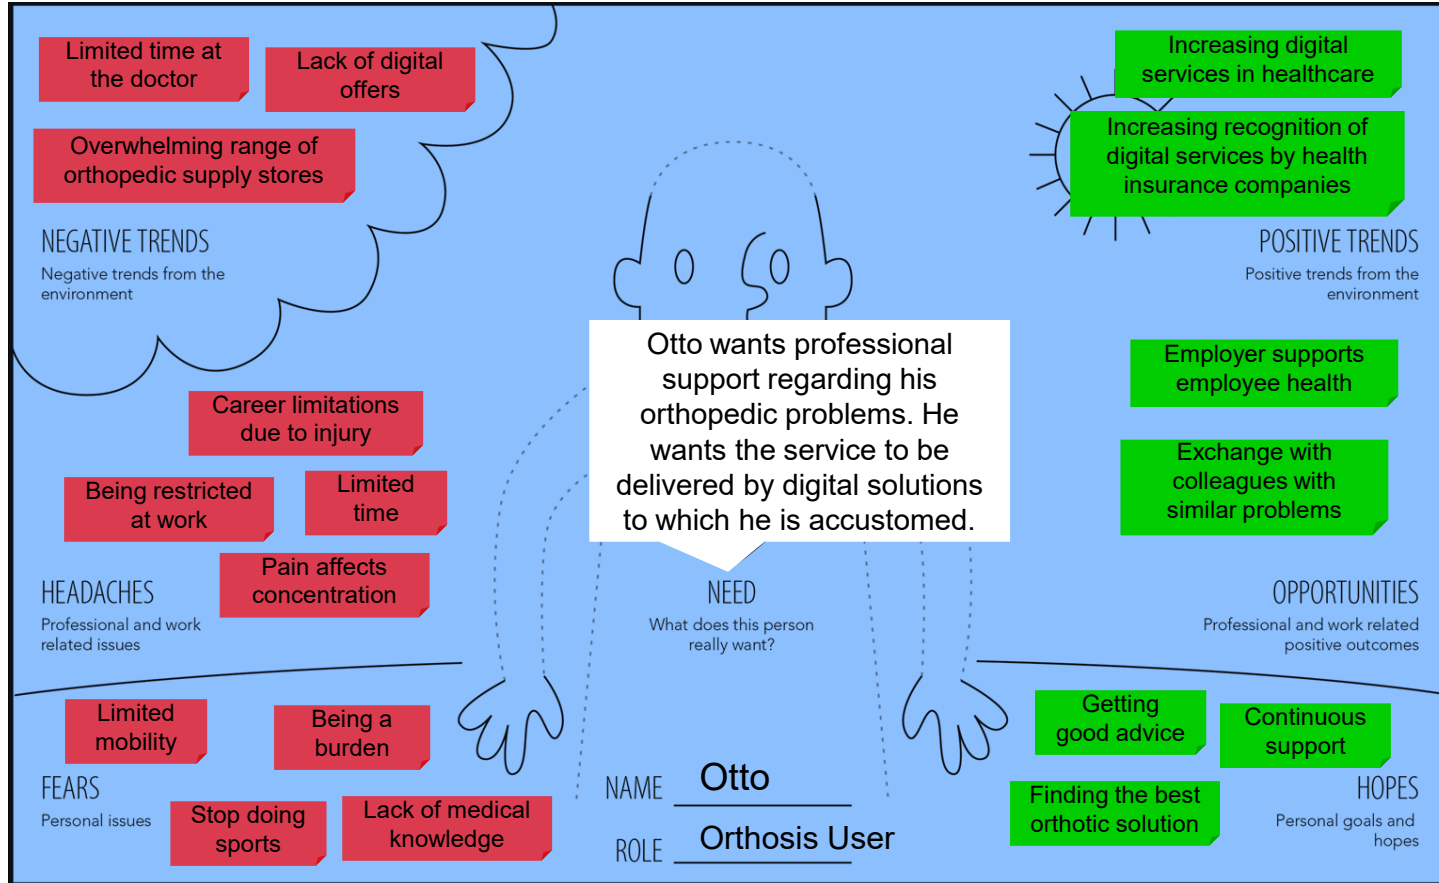 Limited time at
the doctor
Lack of digital
offers
Overwhelming range of
orthopedic supply stores
NEGATIVE TRENDS
Negative trends from the
environment
Increasing digital
services in healthcare
Increasing recognition of
digital services by health
insurance companies
POSITIVE TRENDS
Positive trends from the
environment
Career limitations
due to injury
Being restricted
at work
Limited
time
Pain affects
concentration
HEADACHES
Professional and work
related issues
Otto wants professional
support regarding his
orthopedic problems. He
wants the service to be
delivered by digital solutions
to which he is accustomed.
NEED
What does this person
really want?
Employer supports
employee health
Exchange with
colleagues with
similar problems
OPPORTUNITIES
Professional and work related
positive outcomes
Limited
mobility
Being a
burden
FEARS
Personal issues
Stop doing
sports
Lack of medical
knowledge
NAME Otto
ROLE Orthosis User
Getting
good advice
Continuous
support
Finding the best
orthotic solution
HOPES
Personal goals and
hopes